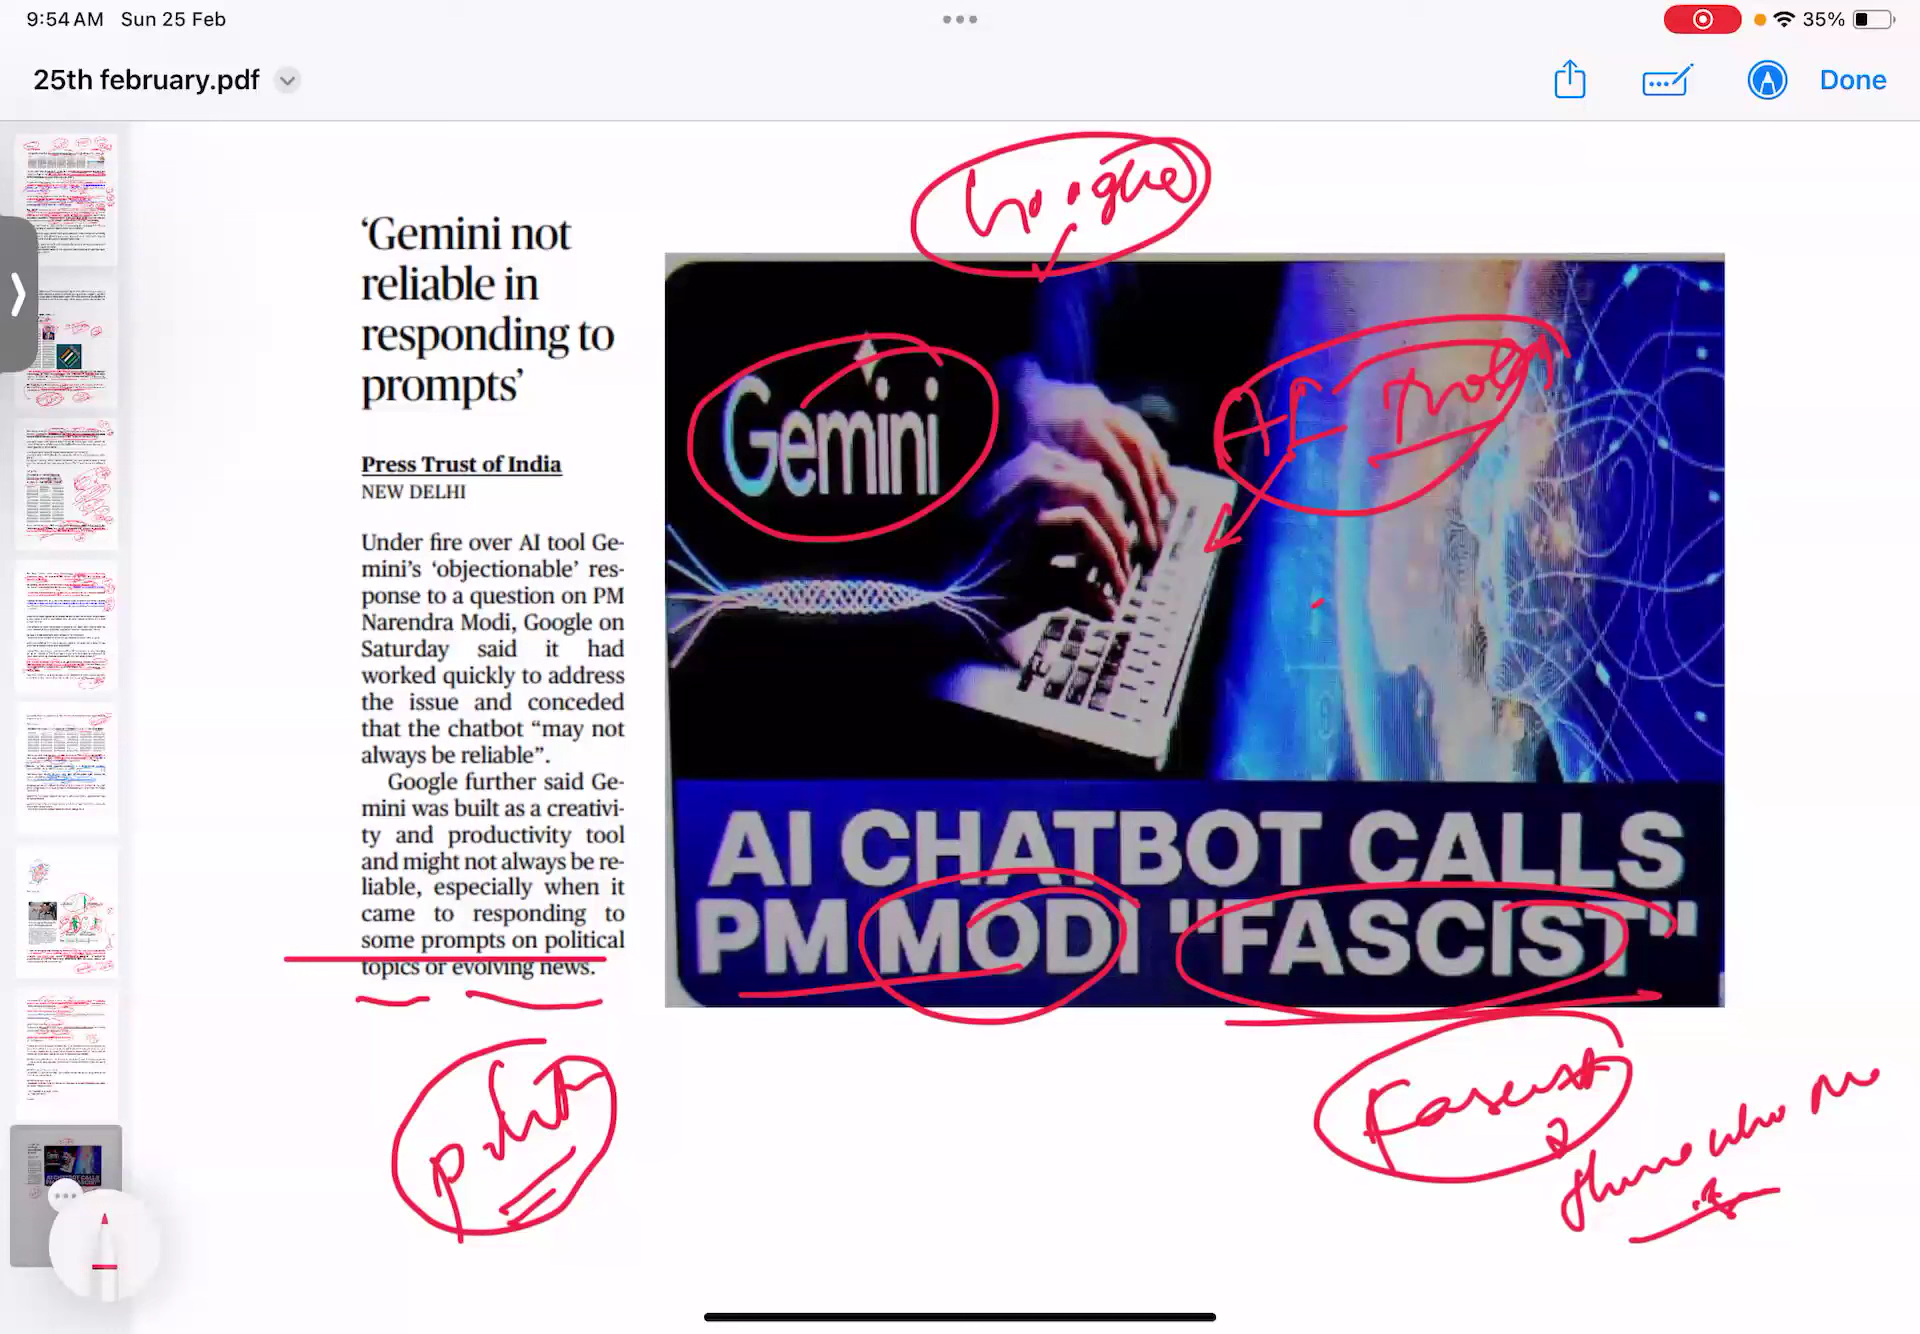 9:54 AM Sun 25 Feb
35%
25th february.pdf
Done
Google
‘Gemini not
reliable in
responding to
prompts’
Press Trust of India
NEW DELHI
Under fire over AI tool Ge-
mini’s ‘objectionable’ res-
ponse to a question on PM
Narendra Modi, Google on
Saturday said it had
worked quickly to address
the issue and conceded
that the chatbot “may not
always be reliable”.
Google further said Ge-
mini was built as a creativi-
ty and productivity tool
and might not always be re-
liable, especially when it
came to responding to
some prompts on political
topics or evolving news.
Gemini
AI CHATBOT CALLS
PM MODI "FASCIST"
Fascist